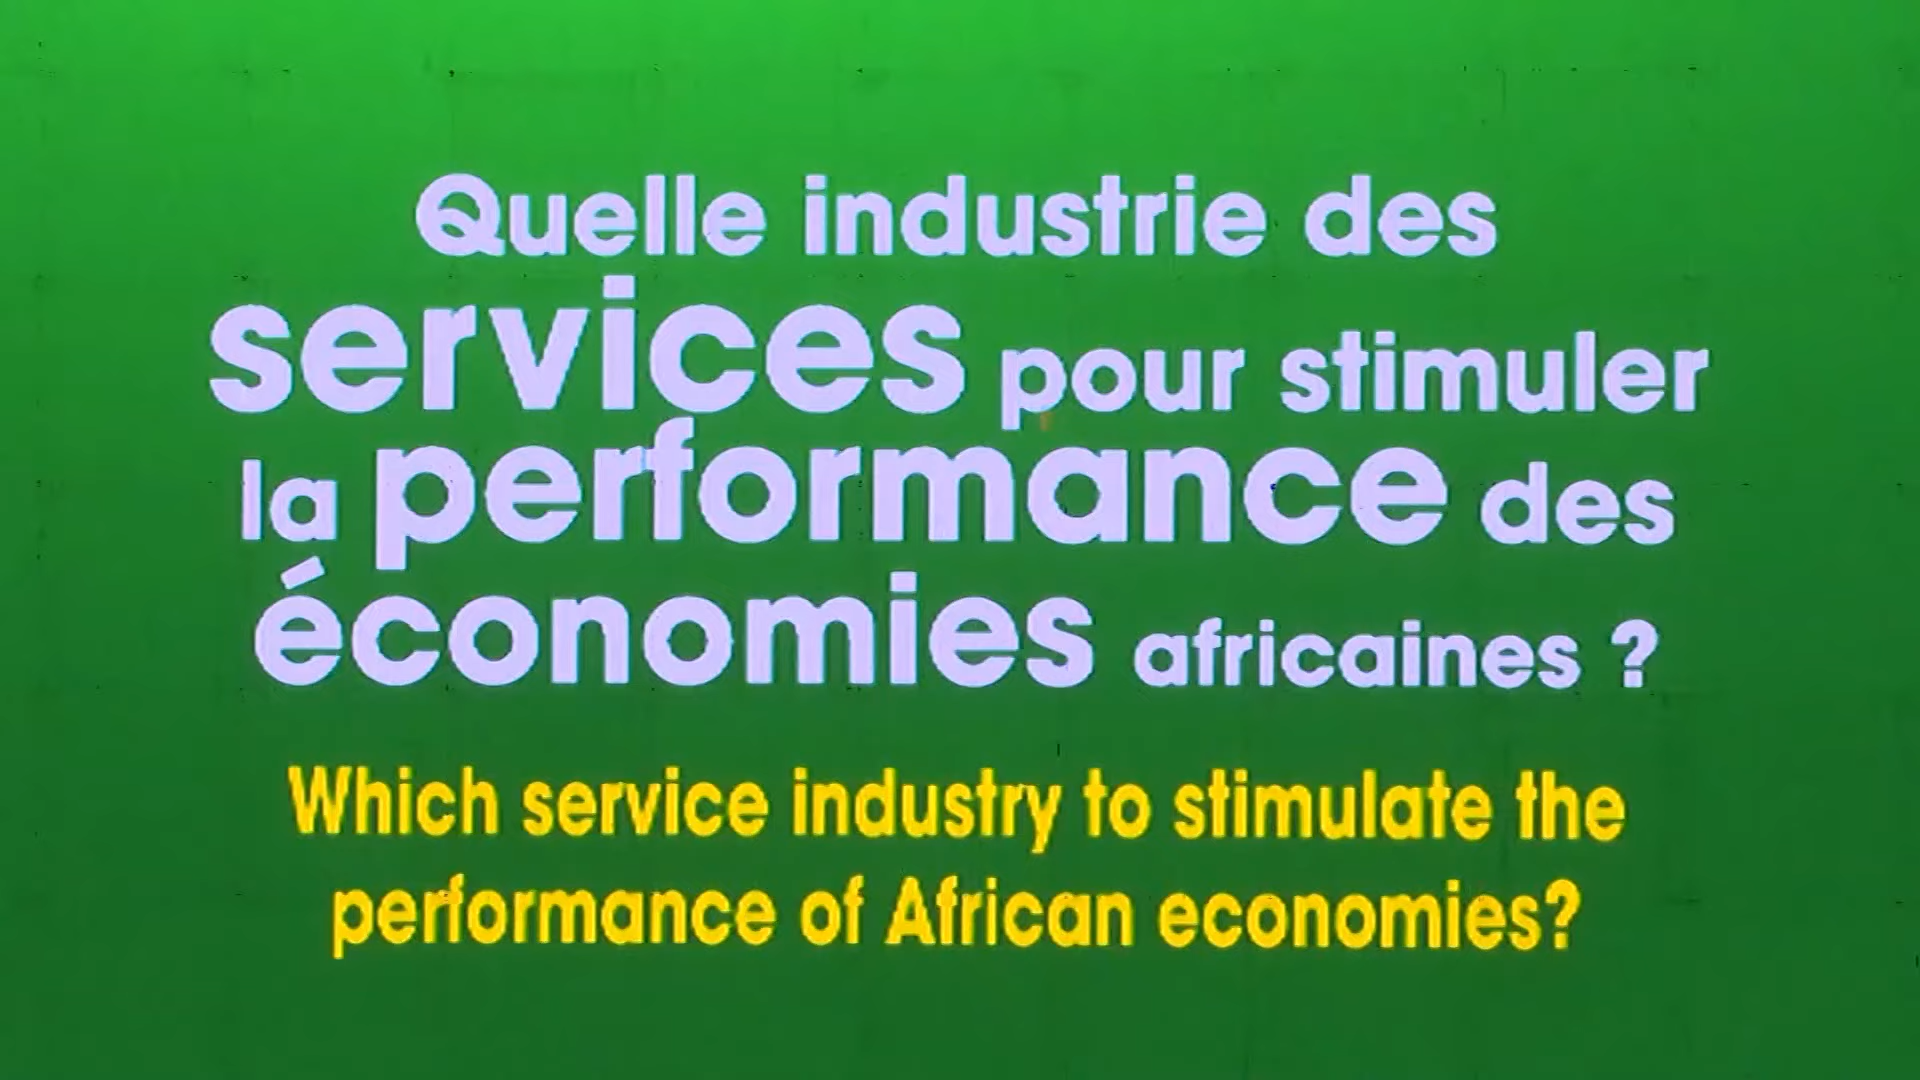 Quelle industrie des
services pour stimuler
la performance des
économies africaines ?
Which service industry to stimulate the
performance of African economies?